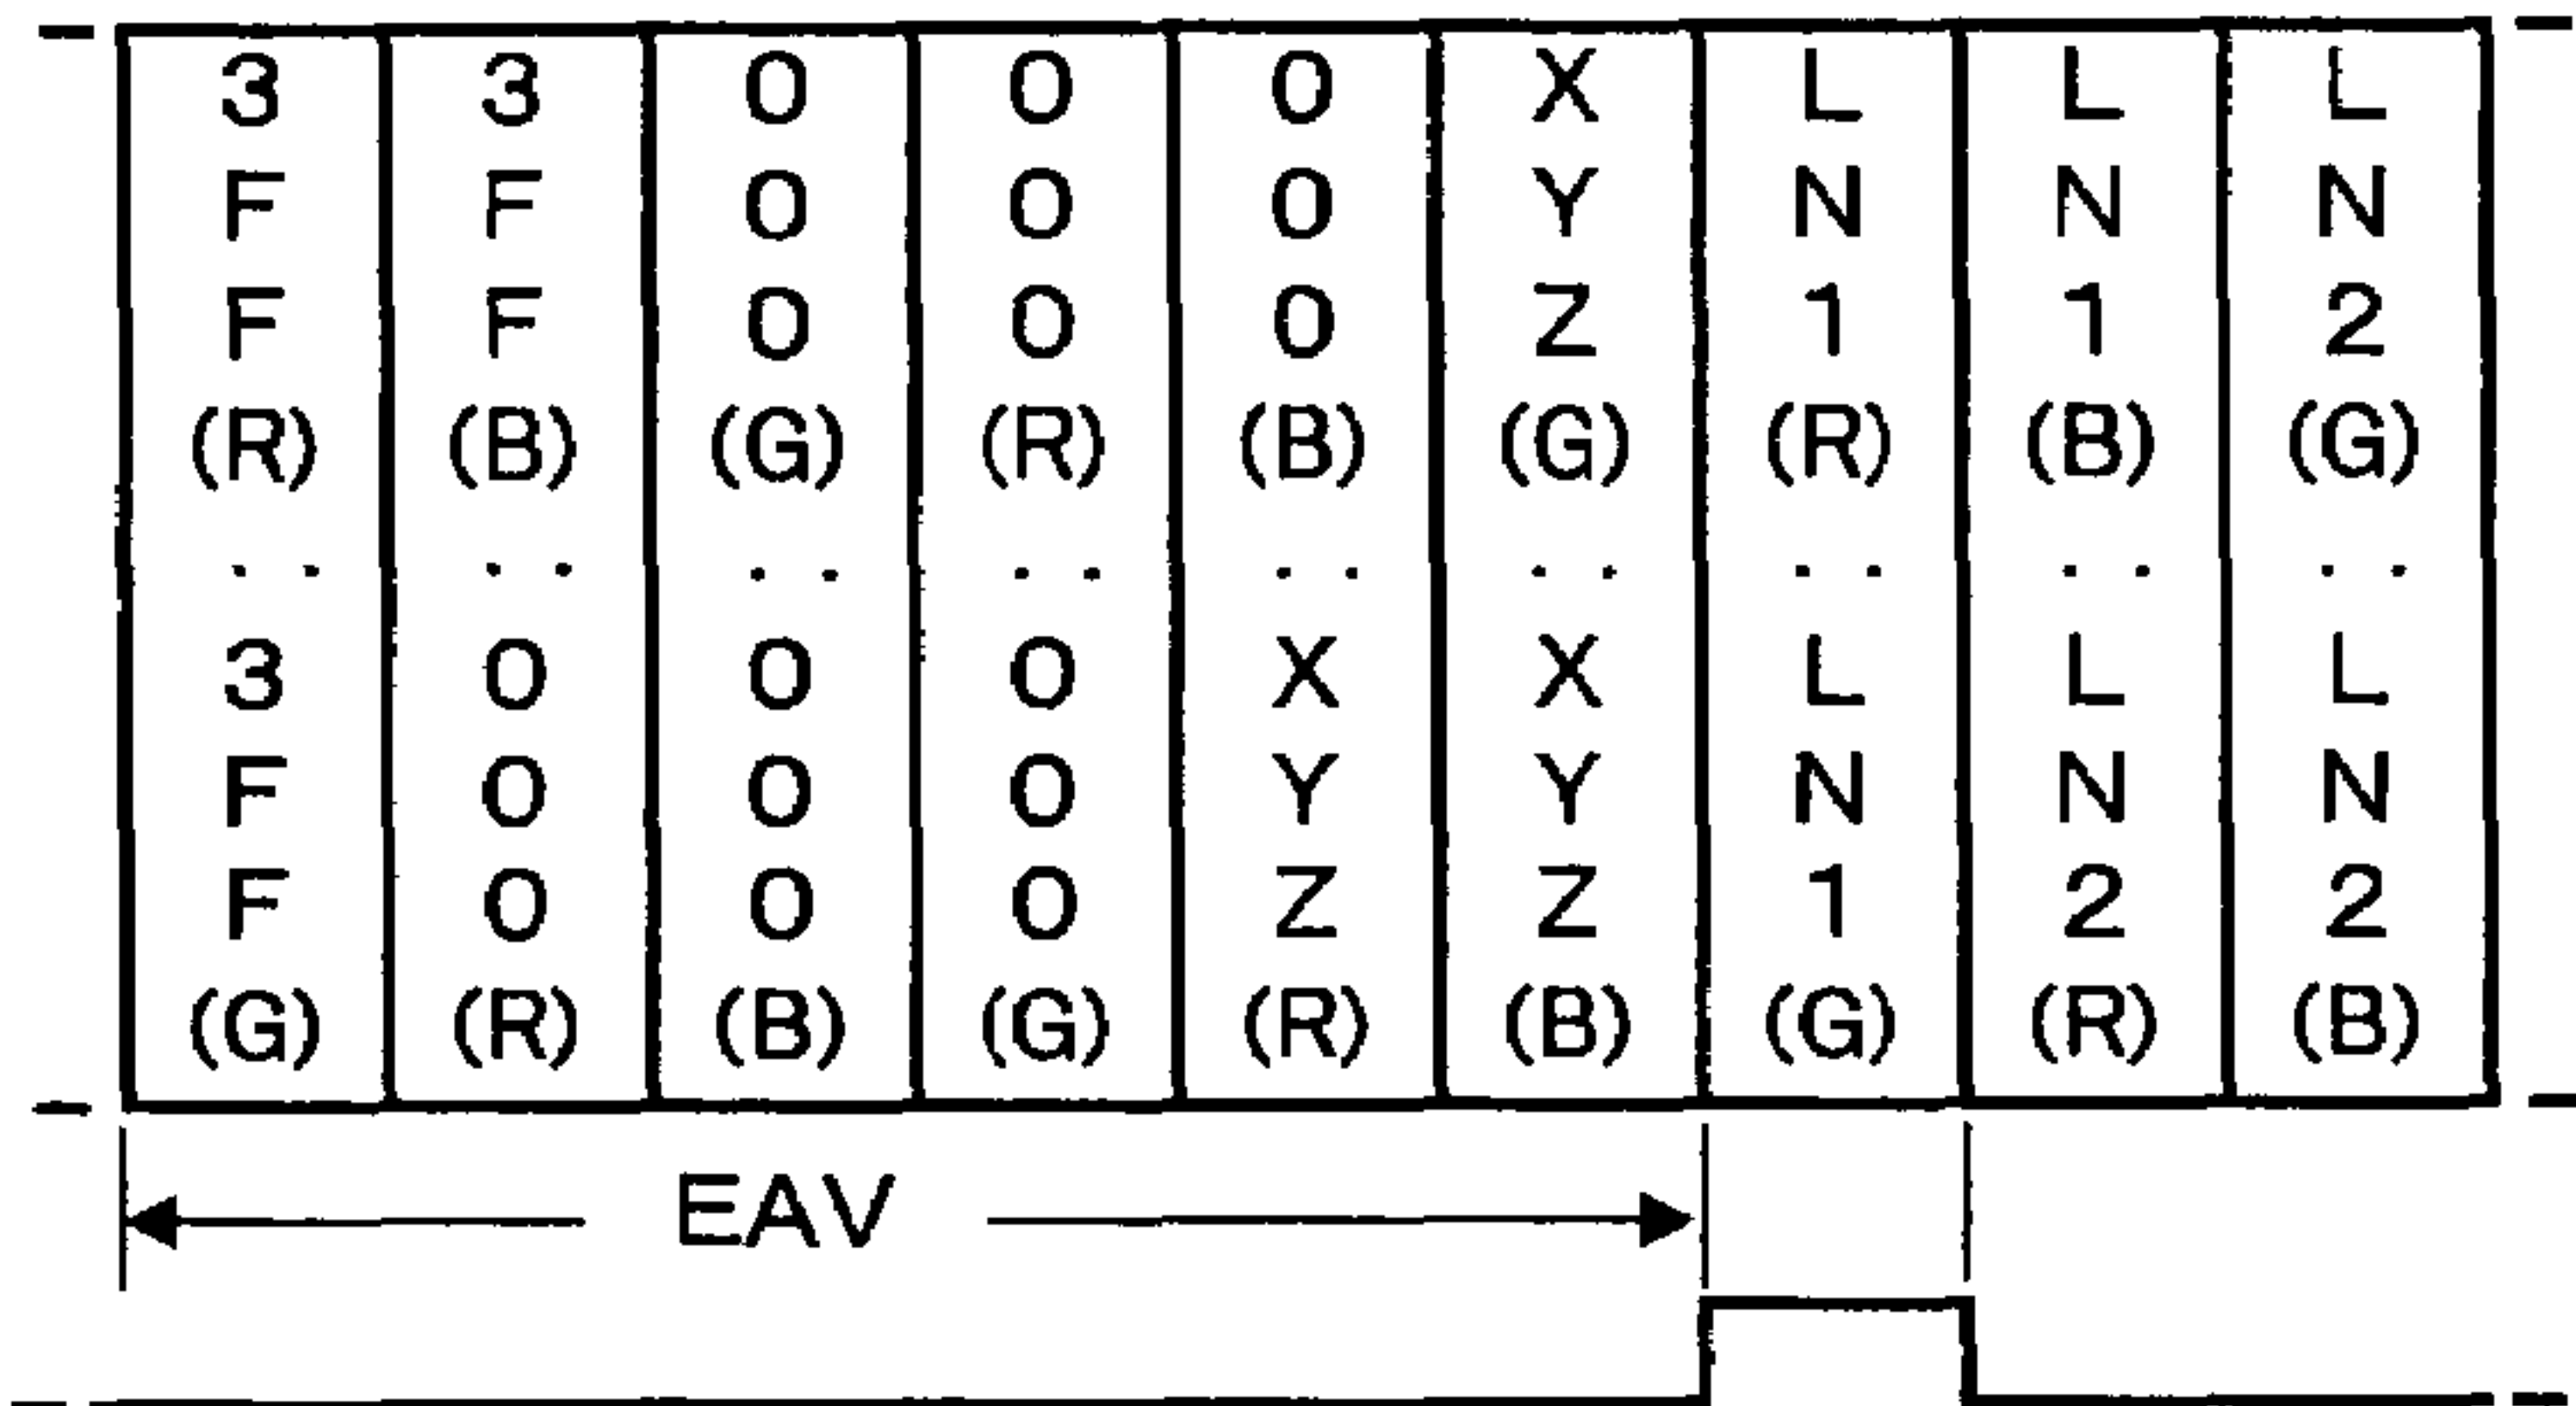 3 3 0 0 0 X L L L
F F 0 0 0 Y N N N
F F 0 0 0 Z 1 1 2
(R) (B) (G) (R) (B) (G) (R) (B) (G)
. . . . . . . . . . . . . . . . . .
3 0 0 0 X X L L L
F 0 0 0 Y Y N N N
F 0 0 0 Z Z 1 2 2
(G) (R) (B) (G) (R) (B) (G) (R) (B)
EAV